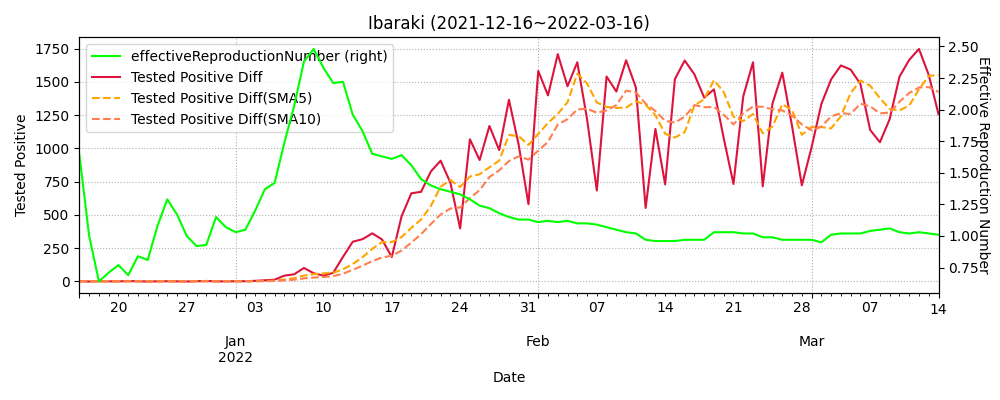 Ibaraki (2021-12-16~2022-03-16)
effectiveReproductionNumber (right)
Tested Positive Diff
Tested Positive Diff(SMA5)
Tested Positive Diff(SMA10)
Tested Positive
1750
1500
1250
1000
750
500
250
0
2.50
2.25
2.00
1.75
1.50
1.25
1.00
0.75
Effective Reproduction Number
20 27 03 10 17 24 31 07 14 21 28 07 14
Jan Feb Mar
2022
Date